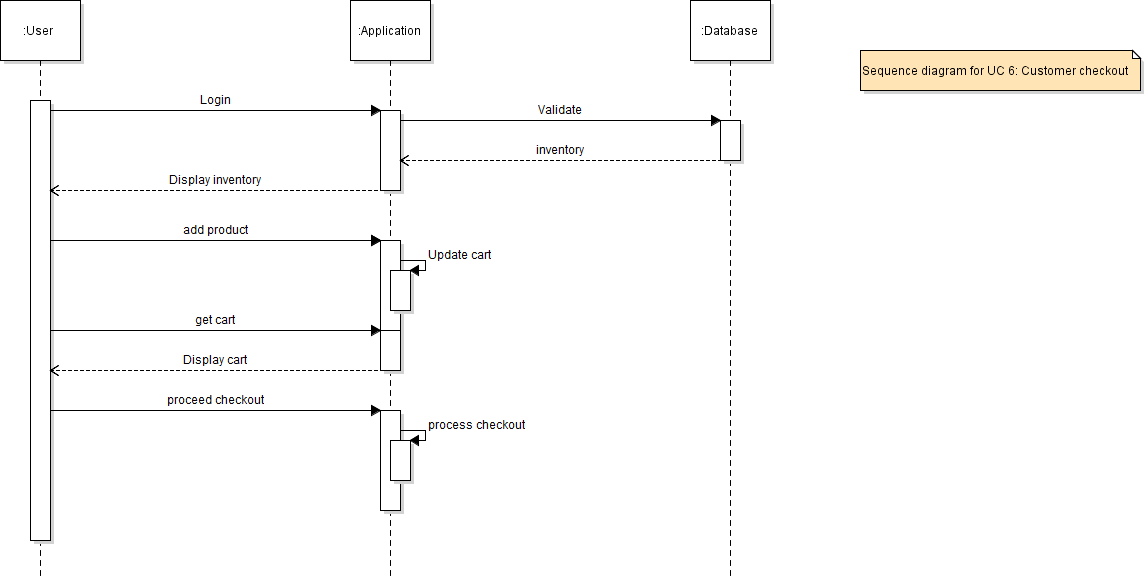 :User
:Application
:Database
Sequence diagram for UC 6: Customer checkout
Login
Validate
inventory
Display inventory
add product
Update cart
get cart
Display cart
proceed checkout
process checkout